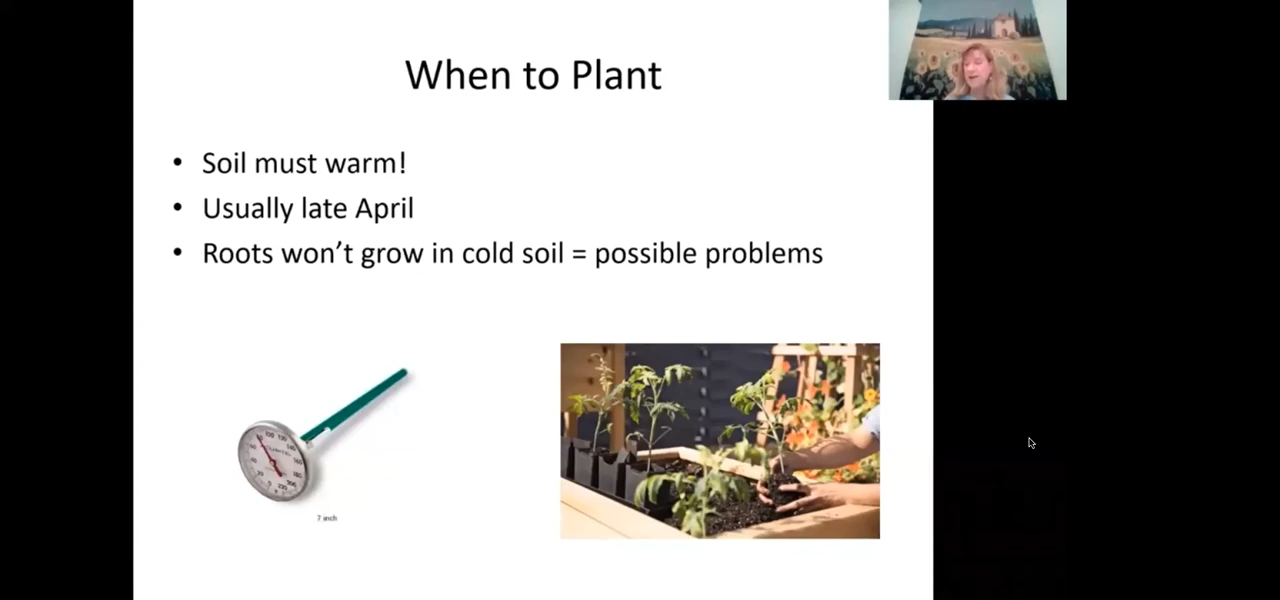 When to Plant
• Soil must warm!
• Usually late April
• Roots won’t grow in cold soil = possible problems
7 inch